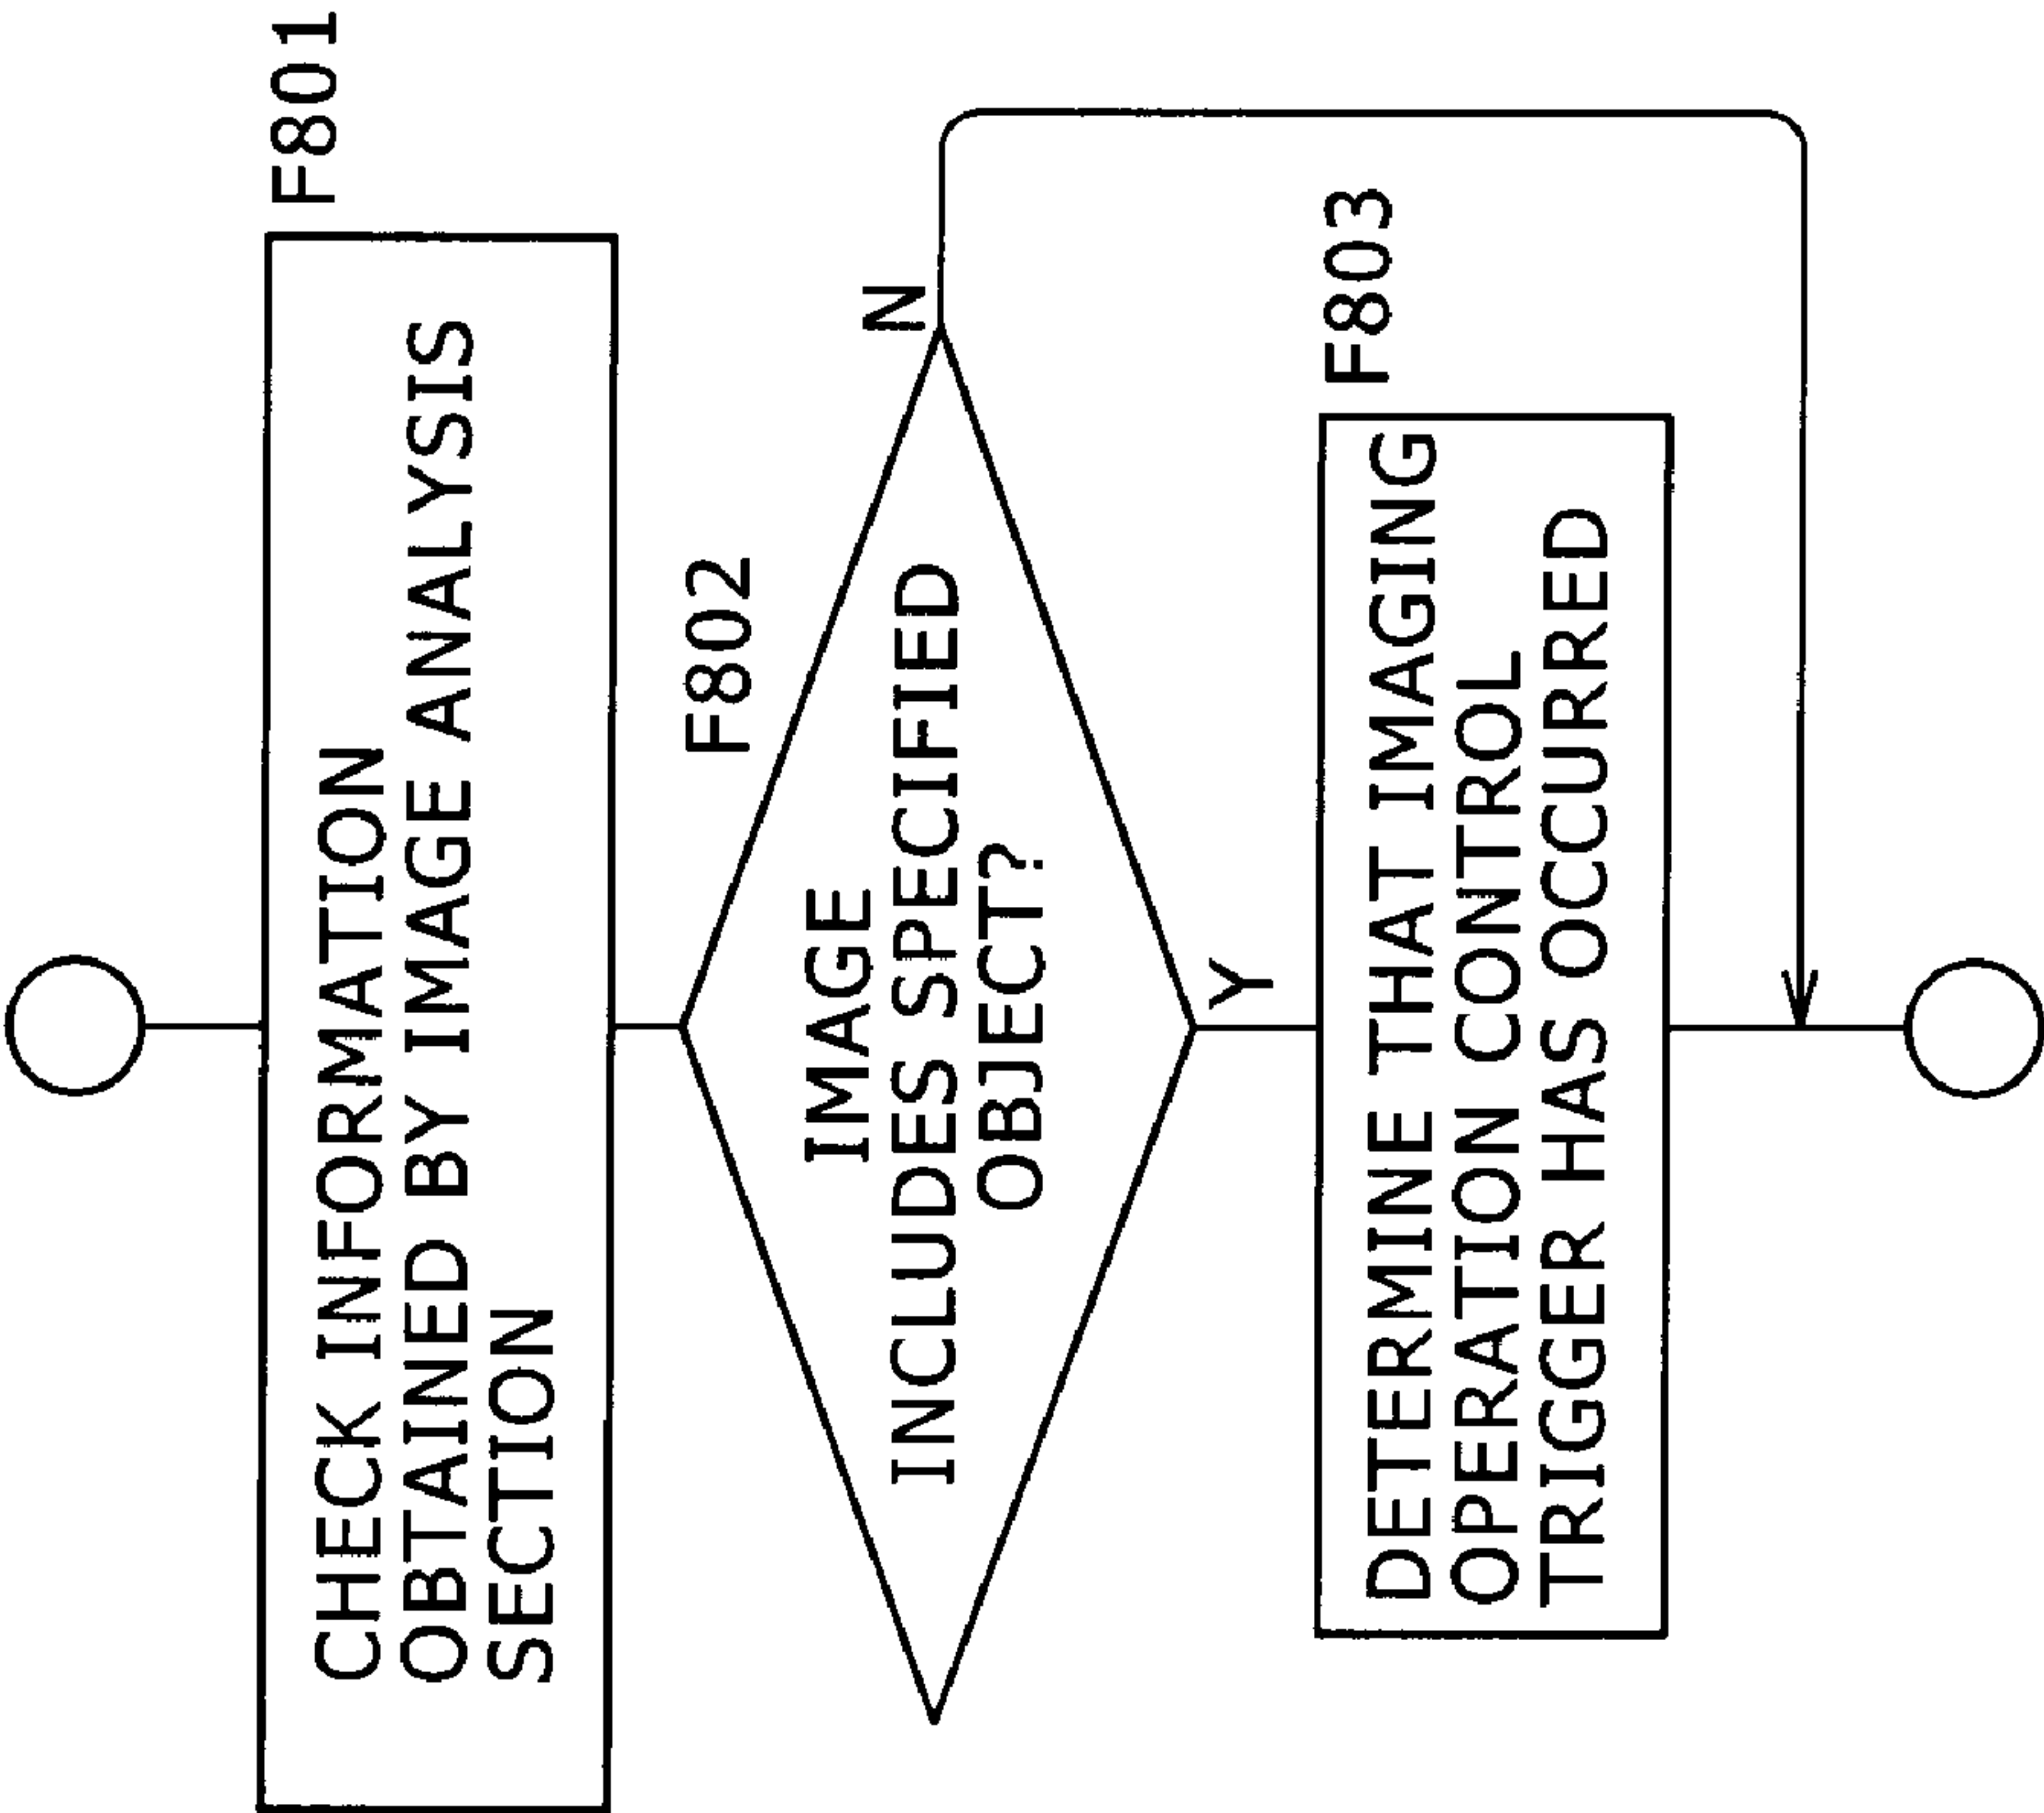 F801
CHECK INFORMATION
OBTAINED BY IMAGE ANALYSIS
SECTION
F802
IMAGE
INCLUDES SPECIFIED
OBJECT?
N
Y
F803
DETERMINE THAT IMAGING
OPERATION CONTROL
TRIGGER HAS OCCURRED